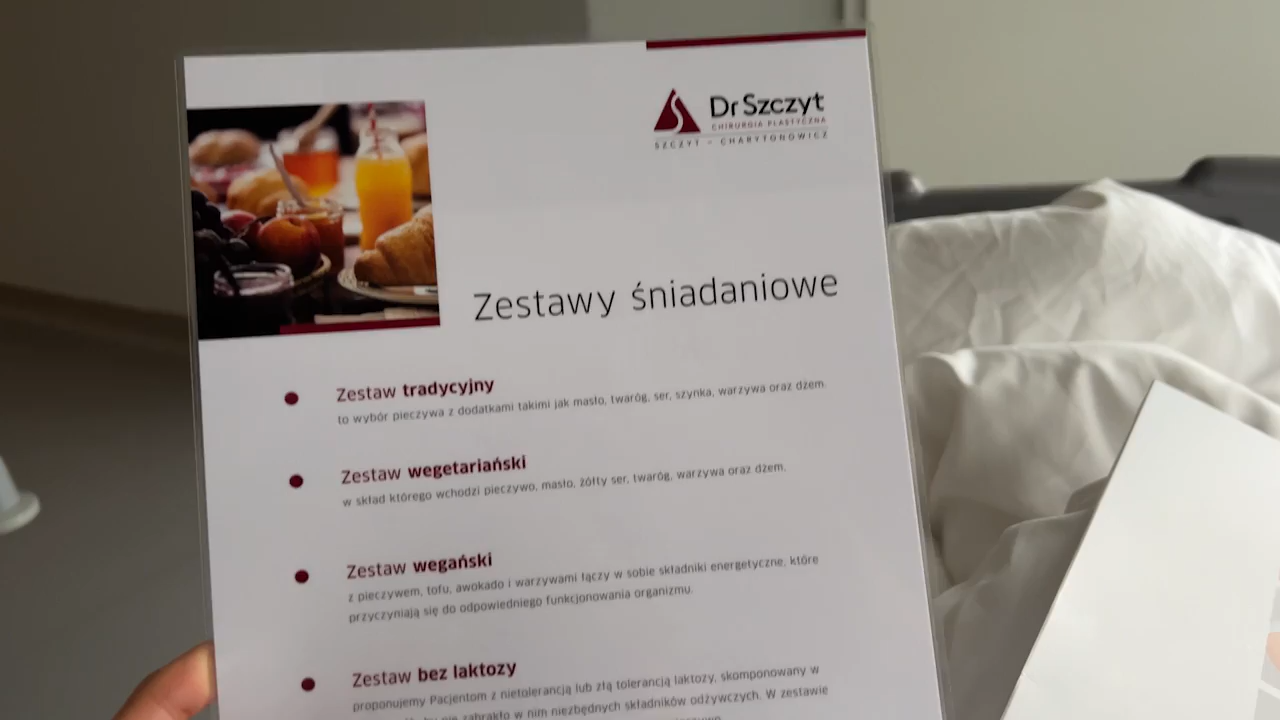 Dr Szczyt
CHIRURGIA PLASTYCZNA
SZCZYT - CHARYTONOWICZ
Zestawy śniadaniowe
Zestaw tradycyjny
to wybór pieczywa z dodatkami takimi jak masło, twaróg, ser, szynka, warzywa oraz dżem.
Zestaw wegetariański
w skład którego wchodzi pieczywo, masło, żółty ser, twaróg, warzywa oraz dżem.
Zestaw wegański
z pieczywem, tofu, awokado i warzywami łączy w sobie składniki energetyczne, które
przyczyniają się do odpowiedniego funkcjonowania organizmu.
Zestaw bez laktozy
proponujemy Pacjentom z nietolerancją lub złą tolerancją laktozy, skomponowany w
nie zabrakło w nim niezbędnych składników odżywczych. W zestawie